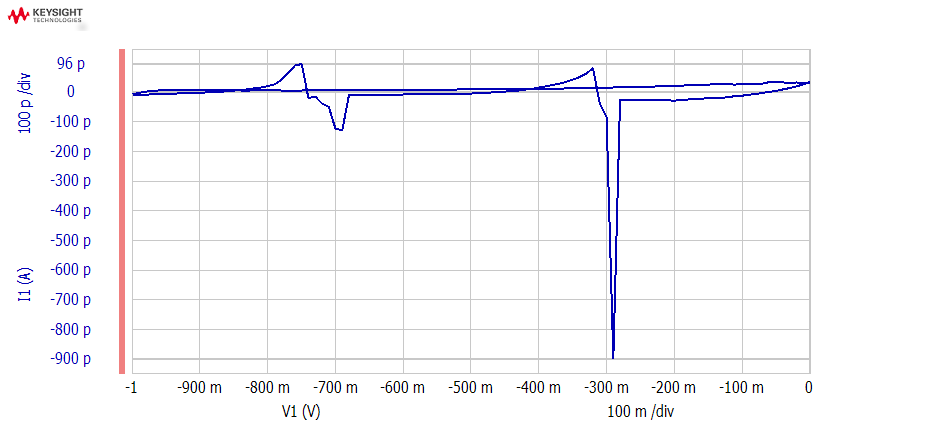 KEYSIGHT
TECHNOLOGIES
100 p /div
I1 (A)
96 p
0
-100 p
-200 p
-300 p
-400 p
-500 p
-600 p
-700 p
-800 p
-900 p
-1 -900 m -800 m -700 m -600 m -500 m -400 m -300 m -200 m -100 m 0
V1 (V) 100 m /div